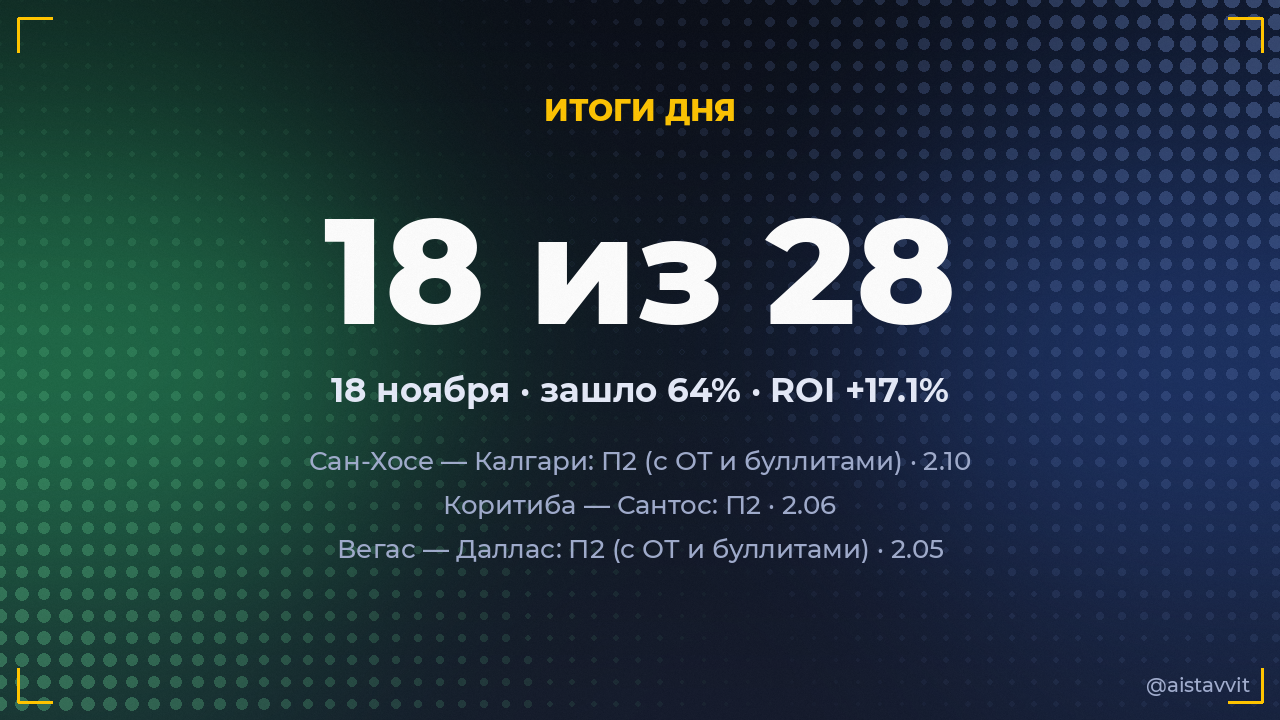 ИТОГИ ДНЯ
18 из 28
18 ноября · зашло 64% · ROI +17.1%
Сан-Хосе — Калгари: П2 (с ОТ и буллитами) · 2.10
Коритиба — Сантос: П2 · 2.06
Вегас — Даллас: П2 (с ОТ и буллитами) · 2.05
@aistavvit